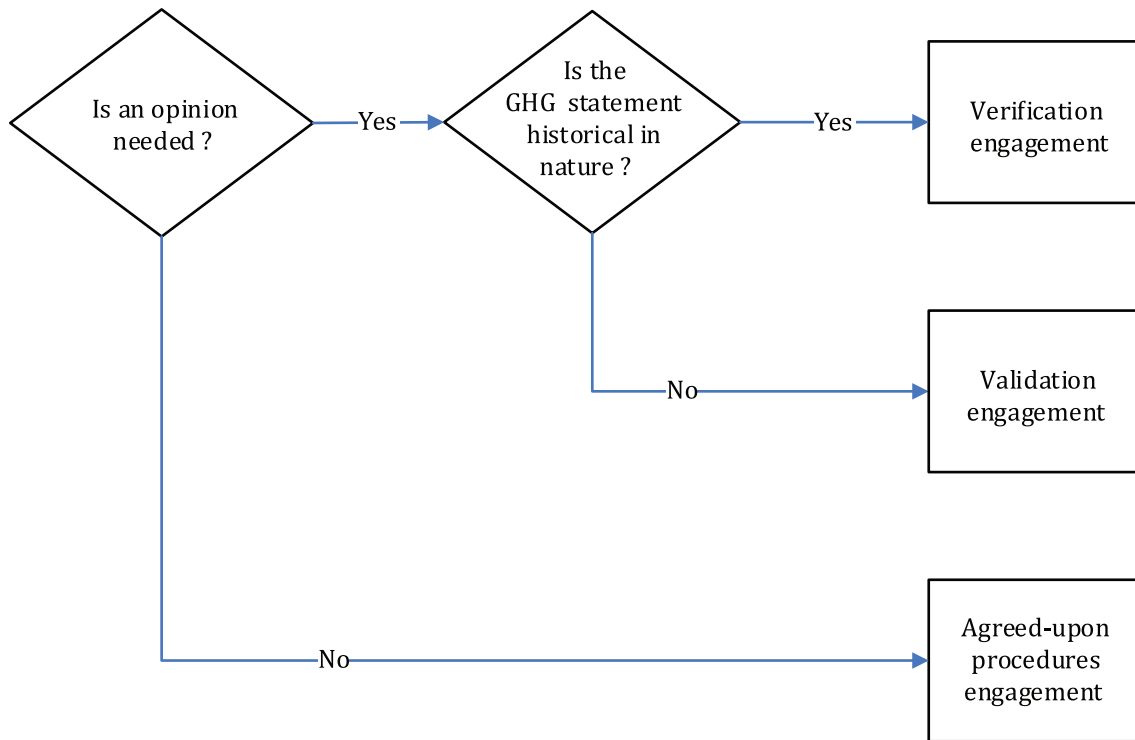 Is an opinion
needed ?
Yes
Is the
GHG statement
historical in
nature ?
Yes
Verification
engagement
No
Validation
engagement
No
Agreed-upon
procedures
engagement